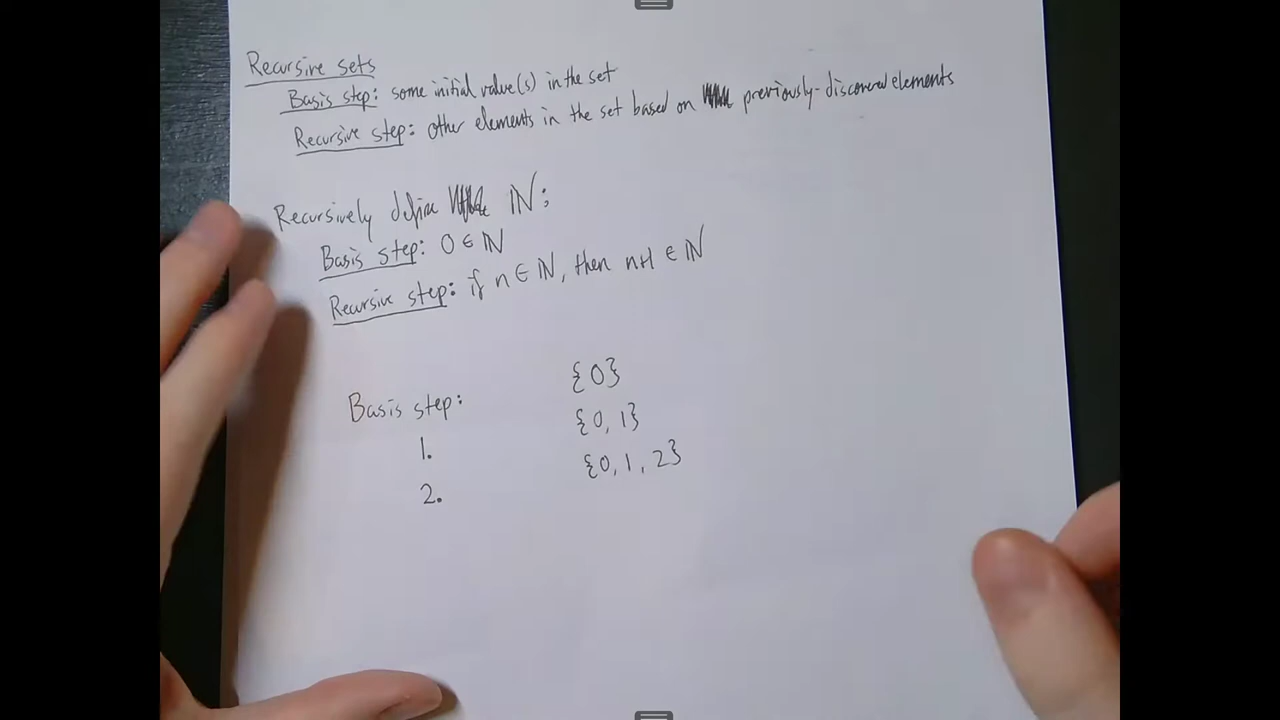 Recursive sets
Basis step: some initial value(s) in the set
Recursive step: other elements in the set based on previously-discovered elements
Recursively define ℕ:
Basis step: 0 ∈ ℕ
Recursive step: if n ∈ ℕ, then n+1 ∈ ℕ
Basis step: {0}
1. {0, 1}
2. {0, 1, 2}